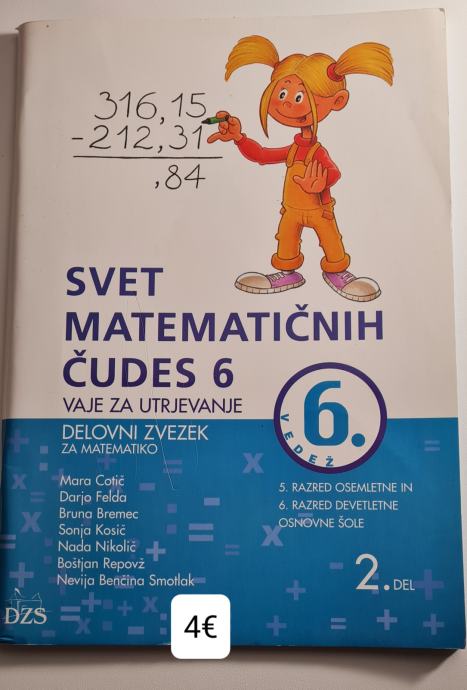 316,15
-212,31
,84
SVET
MATEMATIČNIH
ČUDES 6
VAJE ZA UTRJEVANJE
DELOVNI ZVEZEK
ZA MATEMATIKO
6.
VEDEŽ
Mara Cotič
Darjo Felda
Bruna Bremec
Sonja Kosič
Nada Nikolič
Boštjan Repovž
Nevija Benčina Smotlak
5. RAZRED OSEMLETNE IN
6. RAZRED DEVETLETNE
OSNOVNE ŠOLE
2. DEL
DZS
4€